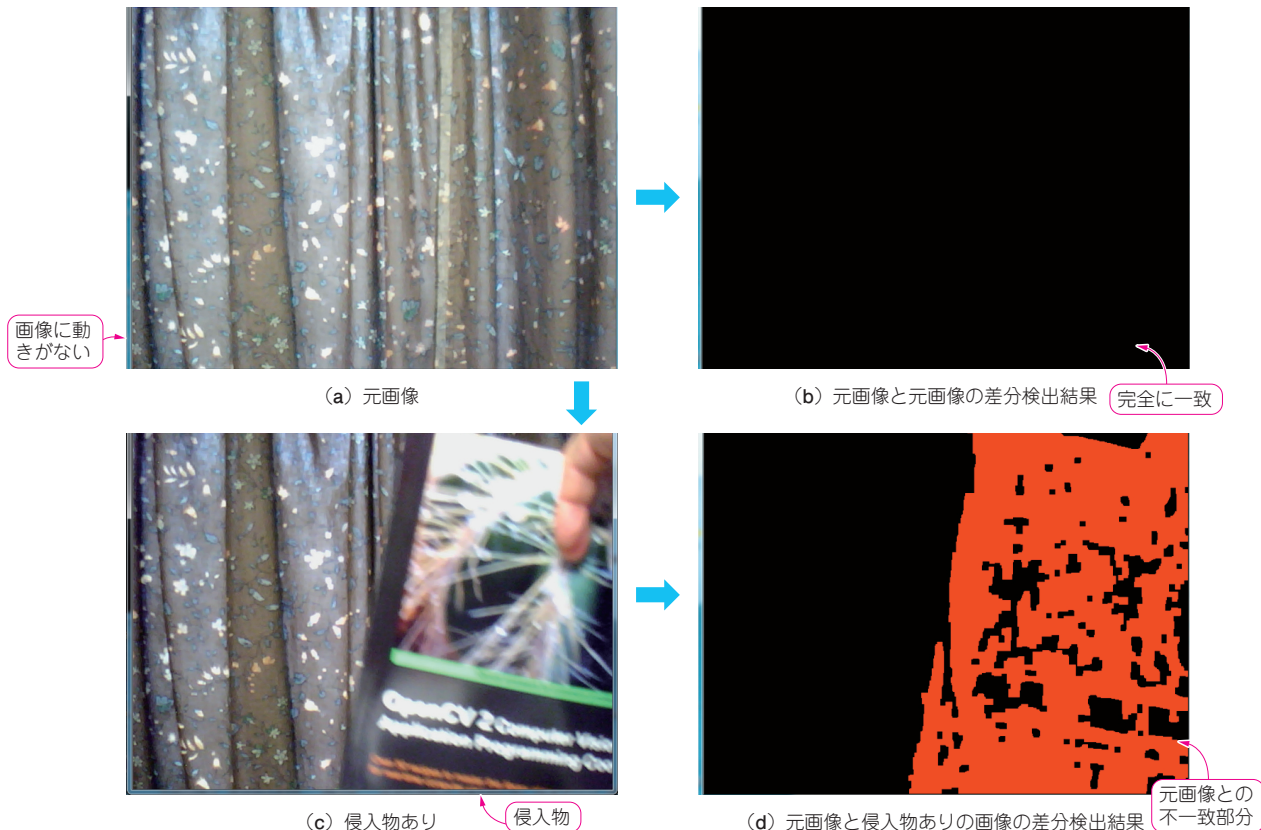 画像に動
きがない
(a) 元画像
(b) 元画像と元画像の差分検出結果
完全に一致
OpenCV 2 Computer Vision
Application Programming Coo
(c) 侵入物あり
侵入物
(d) 元画像と侵入物ありの画像の差分検出結果
元画像との
不一致部分